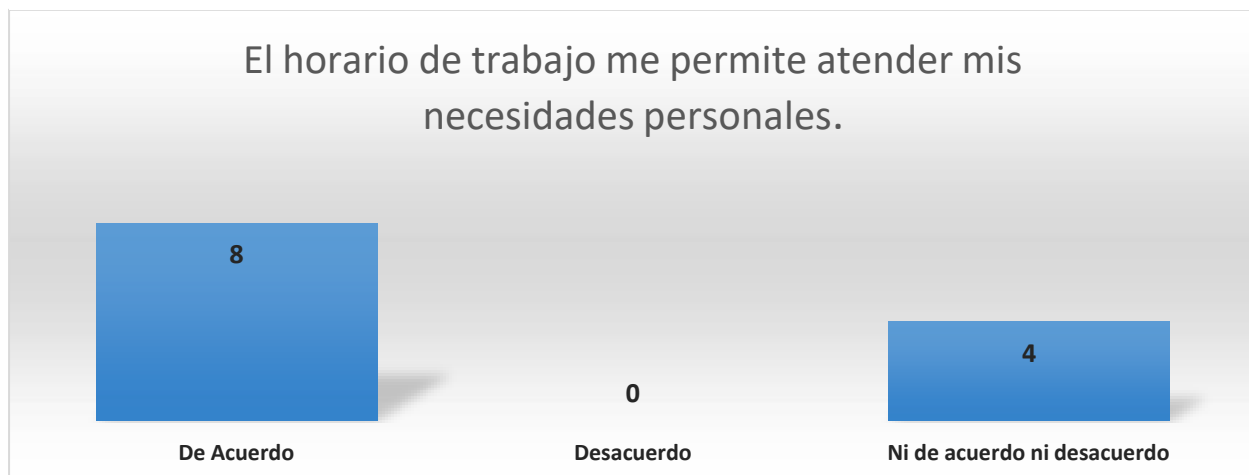 El horario de trabajo me permite atender mis
necesidades personales.
8
0
4
De Acuerdo
Desacuerdo
Ni de acuerdo ni desacuerdo